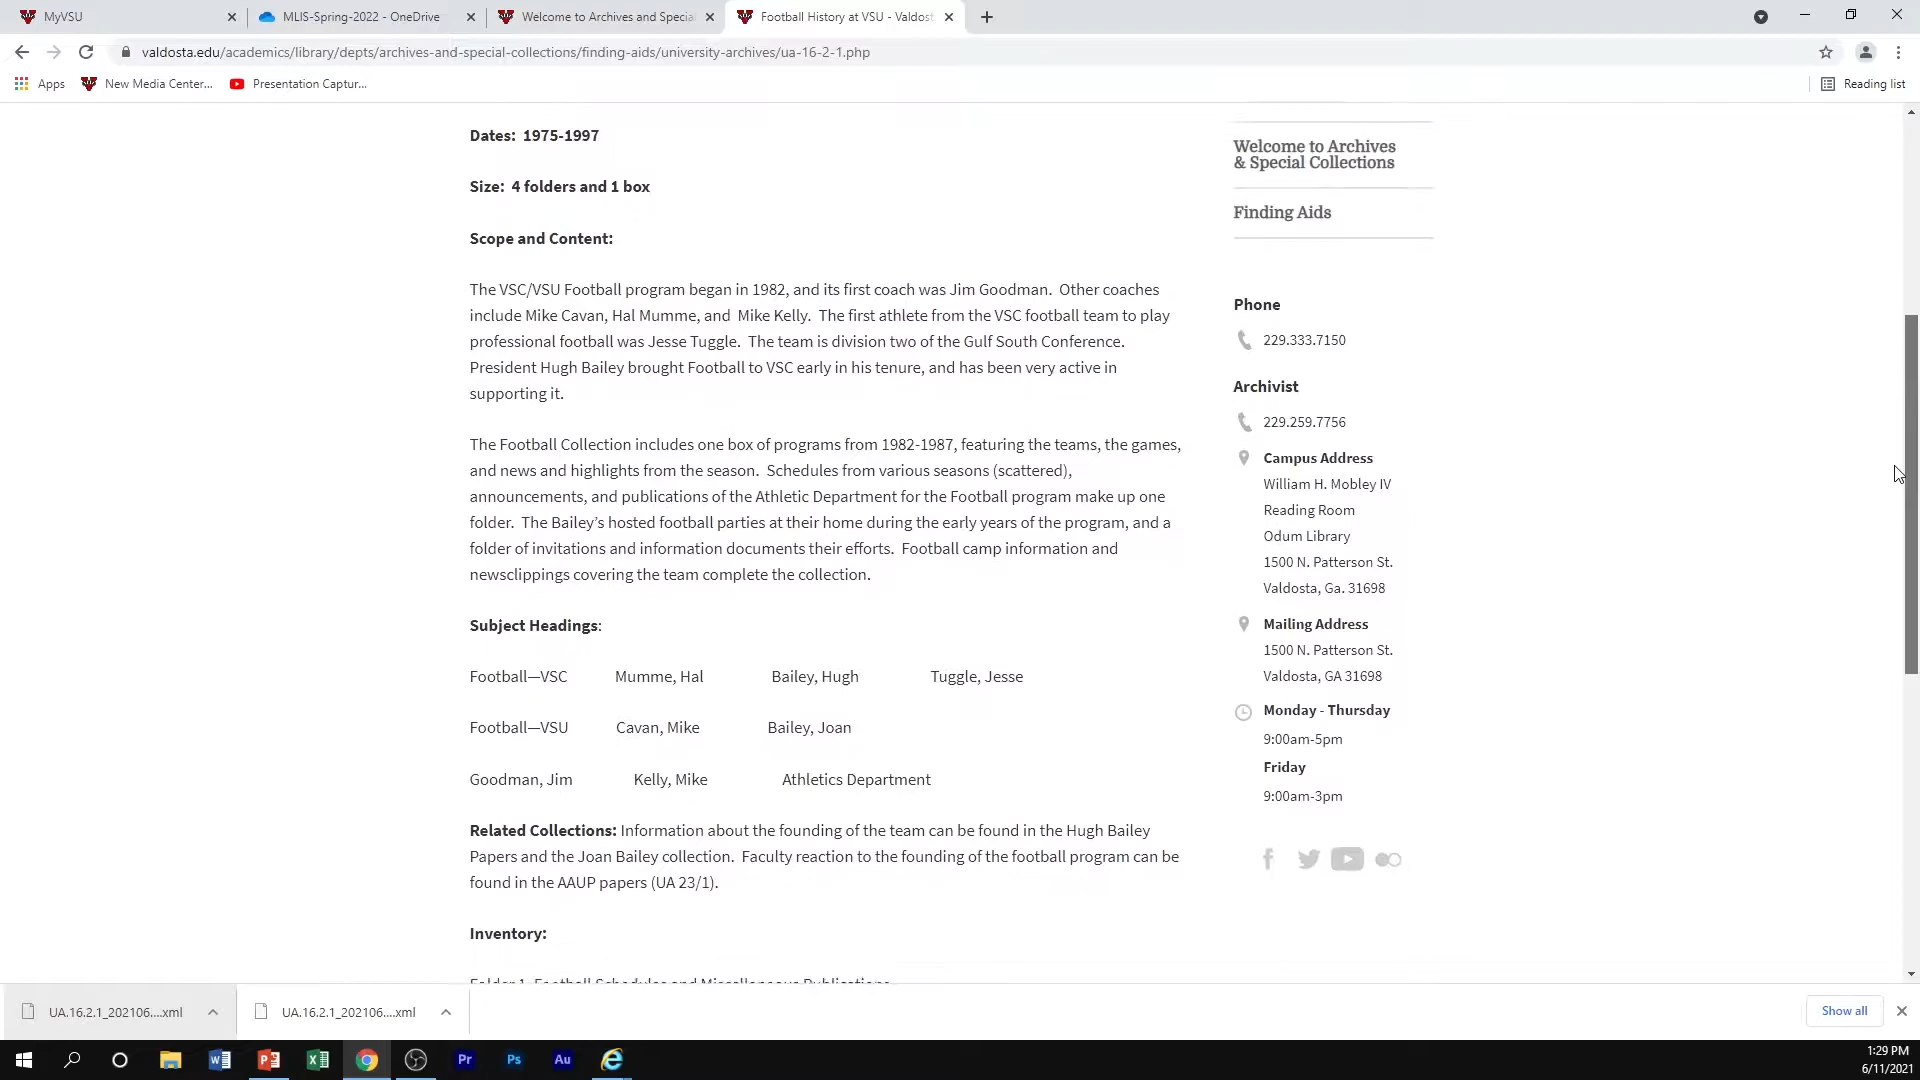 MyVSU
MLIS-Spring-2022 - OneDrive
Welcome to Archives and Specia
Football History at VSU - Valdost
valdosta.edu/academics/library/depts/archives-and-special-collections/finding-aids/university-archives/ua-16-2-1.php
Apps
New Media Center...
Presentation Captur...
Reading list
Dates:  1975-1997
Size:  4 folders and 1 box
Scope and Content:
The VSC/VSU Football program began in 1982, and its first coach was Jim Goodman.  Other coaches
include Mike Cavan, Hal Mumme, and  Mike Kelly.  The first athlete from the VSC football team to play
professional football was Jesse Tuggle.  The team is division two of the Gulf South Conference.
President Hugh Bailey brought Football to VSC early in his tenure, and has been very active in
supporting it.
The Football Collection includes one box of programs from 1982-1987, featuring the teams, the games,
and news and highlights from the season.  Schedules from various seasons (scattered),
announcements, and publications of the Athletic Department for the Football program make up one
folder.  The Bailey's hosted football parties at their home during the early years of the program, and a
folder of invitations and information documents their efforts.  Football camp information and
newsclippings covering the team complete the collection.
Subject Headings:
Football—VSC Mumme, Hal Bailey, Hugh Tuggle, Jesse
Football—VSU Cavan, Mike Bailey, Joan
Goodman, Jim Kelly, Mike Athletics Department
Related Collections: Information about the founding of the team can be found in the Hugh Bailey
Papers and the Joan Bailey collection.  Faculty reaction to the founding of the football program can be
found in the AAUP papers (UA 23/1).
Inventory:
Folder 1  Football Schedules and Miscellaneous Publications
Welcome to Archives
& Special Collections
Finding Aids
Phone
229.333.7150
Archivist
229.259.7756
Campus Address
William H. Mobley IV
Reading Room
Odum Library
1500 N. Patterson St.
Valdosta, Ga. 31698
Mailing Address
1500 N. Patterson St.
Valdosta, GA 31698
Monday - Thursday
9:00am-5pm
Friday
9:00am-3pm
UA.16.2.1_202106....xml
UA.16.2.1_202106....xml
Show all
Pr
Ps
Au
1:29 PM
6/11/2021